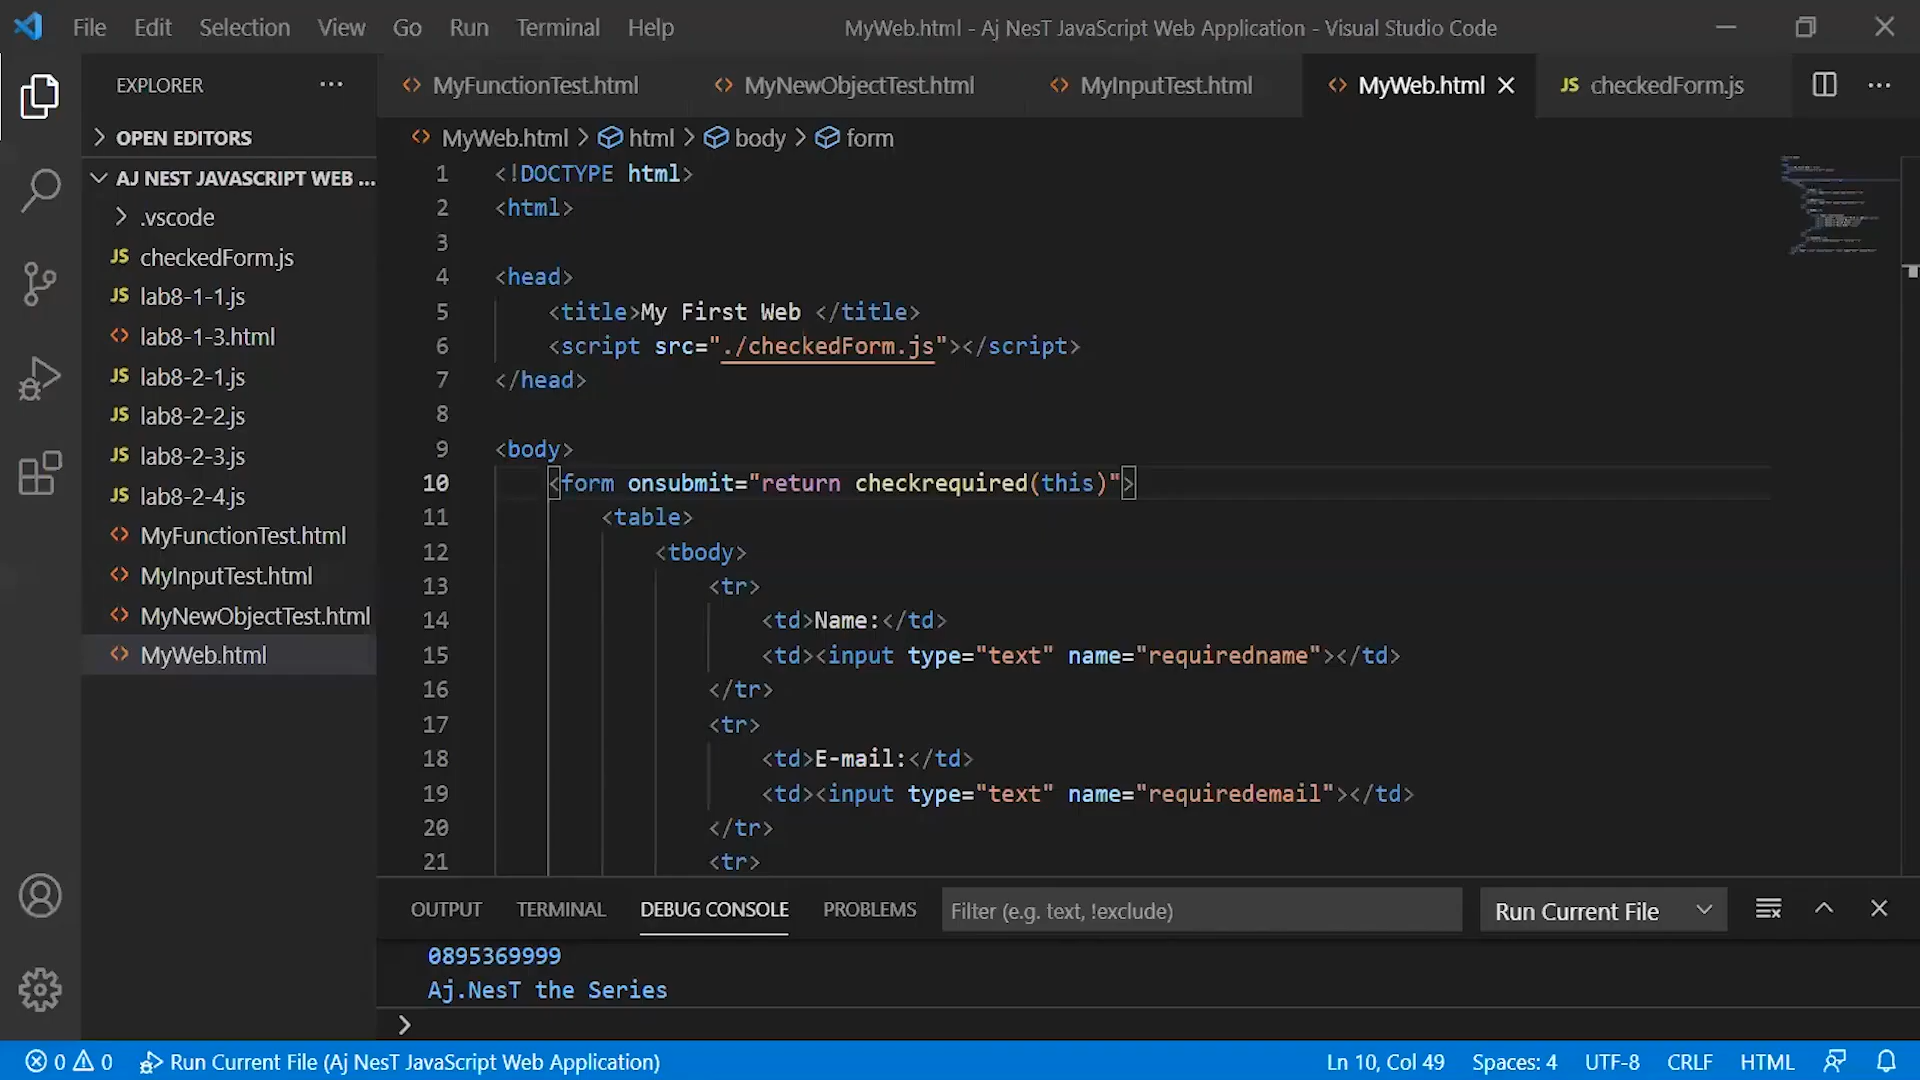 File Edit Selection View Go Run Terminal Help
MyWeb.html - Aj NesT JavaScript Web Application - Visual Studio Code
EXPLORER
OPEN EDITORS
AJ NEST JAVASCRIPT WEB ...
.vscode
JS checkedForm.js
JS lab8-1-1.js
<> lab8-1-3.html
JS lab8-2-1.js
JS lab8-2-2.js
JS lab8-2-3.js
JS lab8-2-4.js
<> MyFunctionTest.html
<> MyInputTest.html
<> MyNewObjectTest.html
<> MyWeb.html
<> MyFunctionTest.html <> MyNewObjectTest.html <> MyInputTest.html <> MyWeb.html JS checkedForm.js
<> MyWeb.html > html > body > form
1 <!DOCTYPE html>
2 <html>
3
4 <head>
5 <title>My First Web </title>
6 <script src="./checkedForm.js"></script>
7 </head>
8
9 <body>
10 <form onsubmit="return checkrequired(this)">
11 <table>
12 <tbody>
13 <tr>
14 <td>Name:</td>
15 <td><input type="text" name="requiredname"></td>
16 </tr>
17 <tr>
18 <td>E-mail:</td>
19 <td><input type="text" name="requiredemail"></td>
20 </tr>
21 <tr>
OUTPUT TERMINAL DEBUG CONSOLE PROBLEMS Filter (e.g. text, !exclude) Run Current File
0895369999
Aj.NesT the Series
>
0 0 Run Current File (Aj NesT JavaScript Web Application) Ln 10, Col 49 Spaces: 4 UTF-8 CRLF HTML